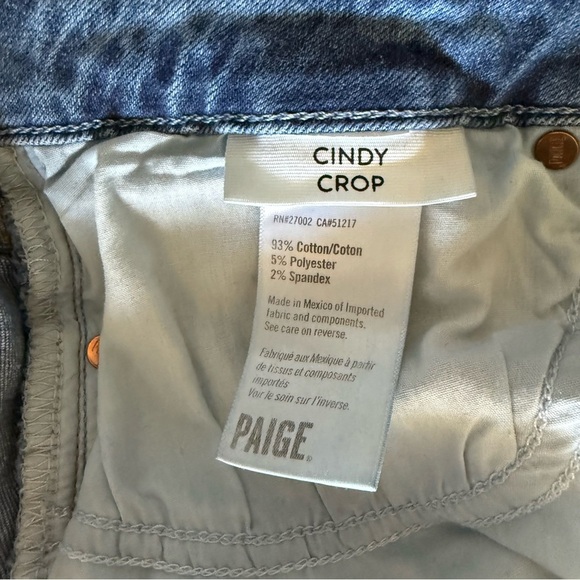 CINDY
CROP
RN#27002 CA#51217
93% Cotton/Coton
5% Polyester
2% Spandex
Made in Mexico of Imported
fabric and components.
See care on reverse.
Fabriqué aux Mexique à partir
de tissus et composants
importés
Voir le soin sur l'inverse.
PAIGE®